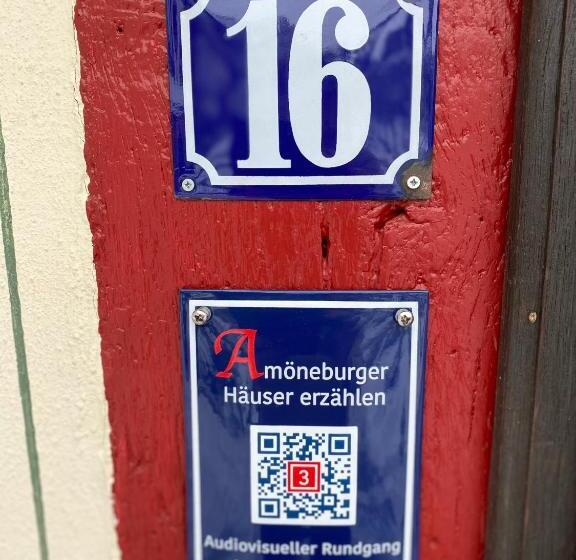 16
Amöneburger
Häuser erzählen
3
Audiovisueller Rundgang